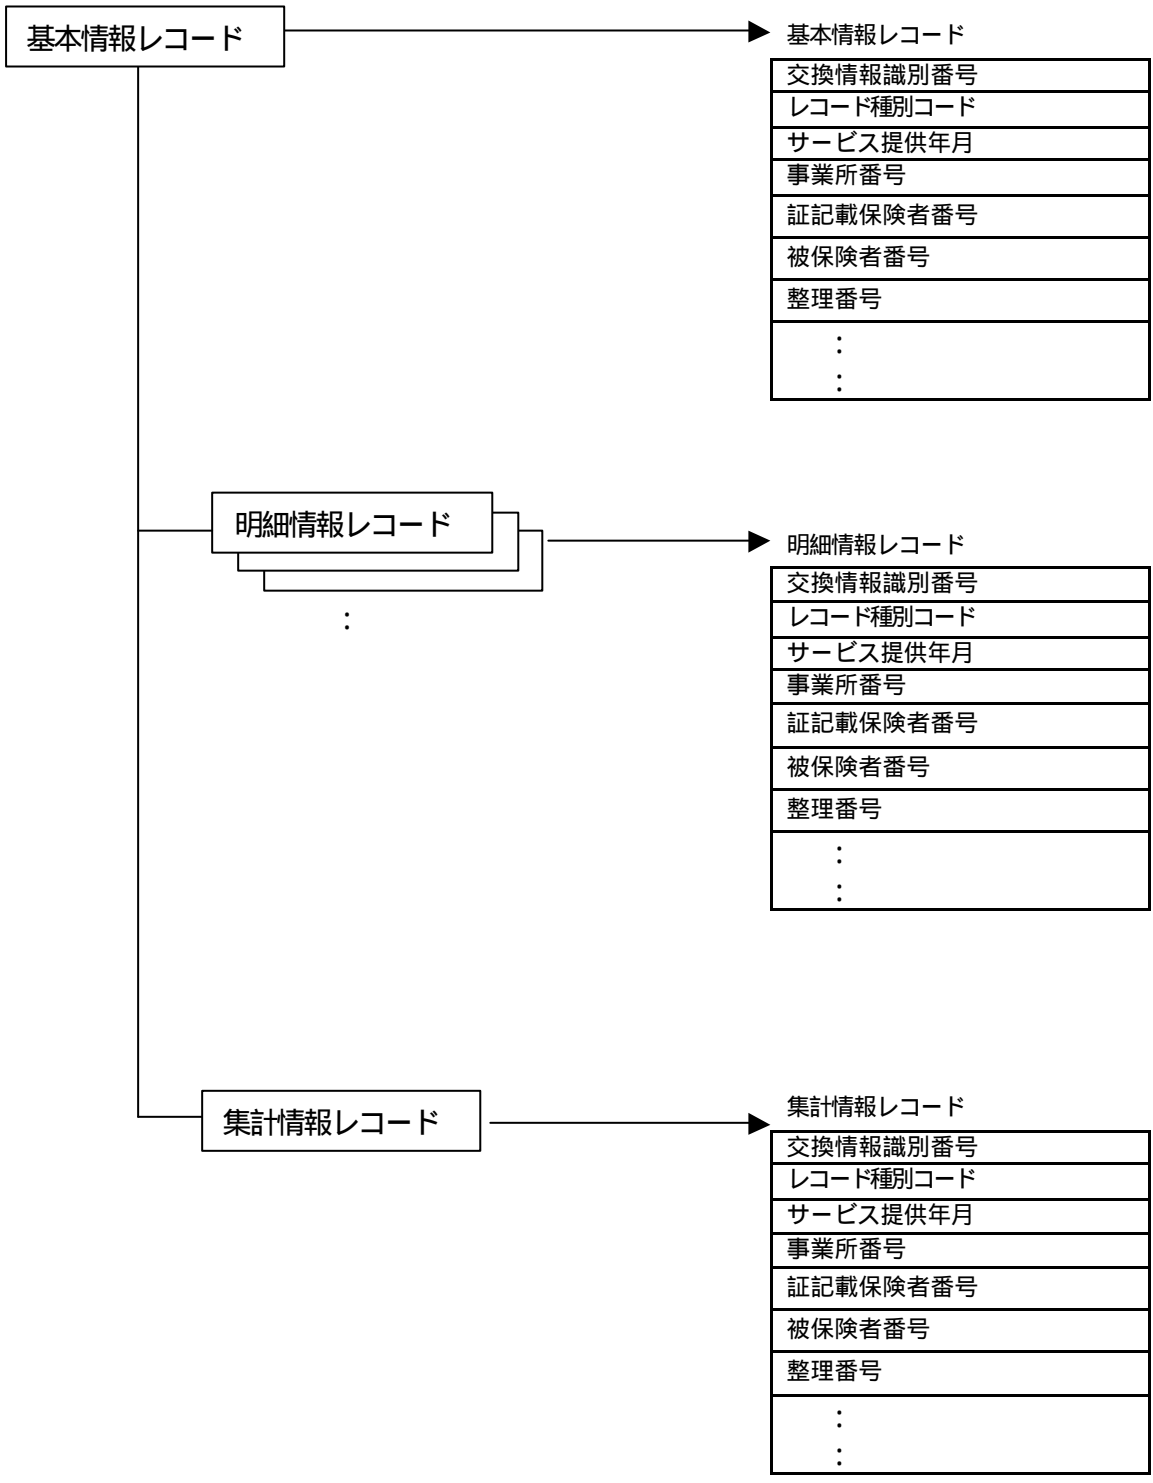 基本情報レコード
基本情報レコード
交換情報識別番号
レコード種別コード
サービス提供年月
事業所番号
証記載保険者番号
被保険者番号
整理番号
：
：
明細情報レコード
：
明細情報レコード
交換情報識別番号
レコード種別コード
サービス提供年月
事業所番号
証記載保険者番号
被保険者番号
整理番号
：
：
集計情報レコード
集計情報レコード
交換情報識別番号
レコード種別コード
サービス提供年月
事業所番号
証記載保険者番号
被保険者番号
整理番号
：
：